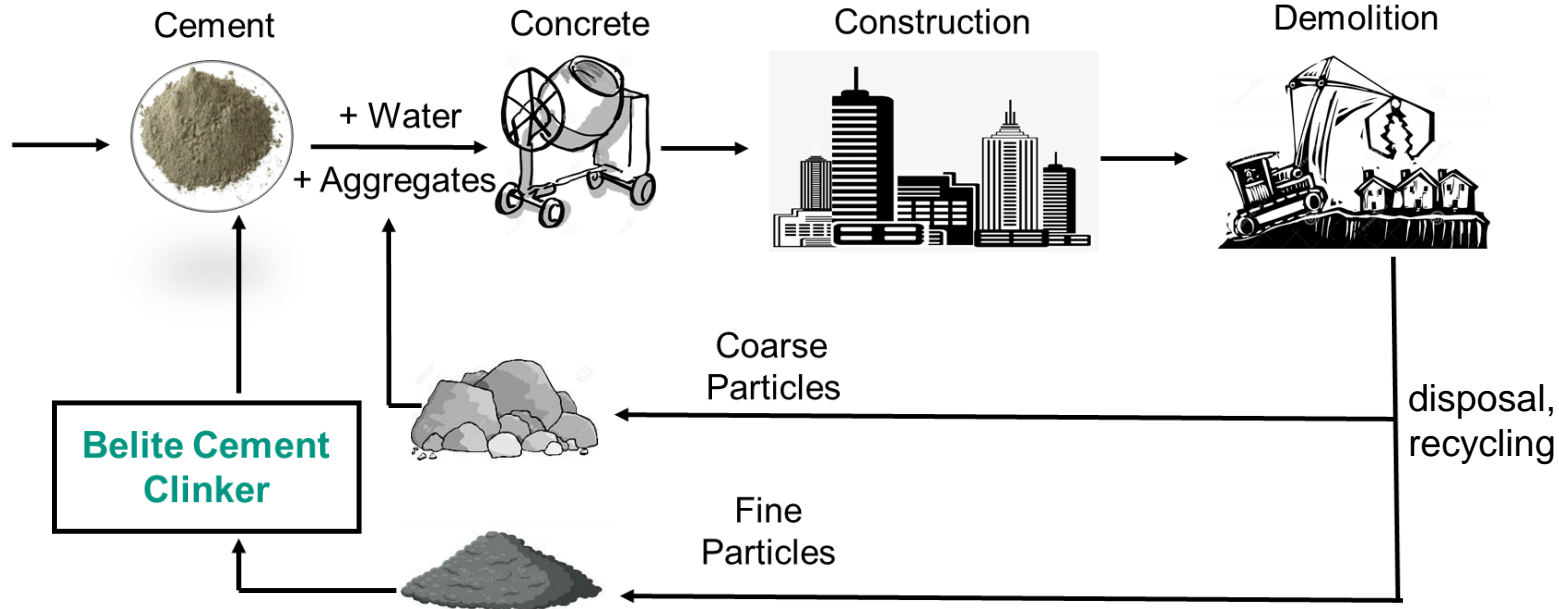 Cement
Concrete
Construction
Demolition
+ Water
+ Aggregates
Coarse
Particles
disposal,
recycling
Belite Cement
Clinker
Fine
Particles